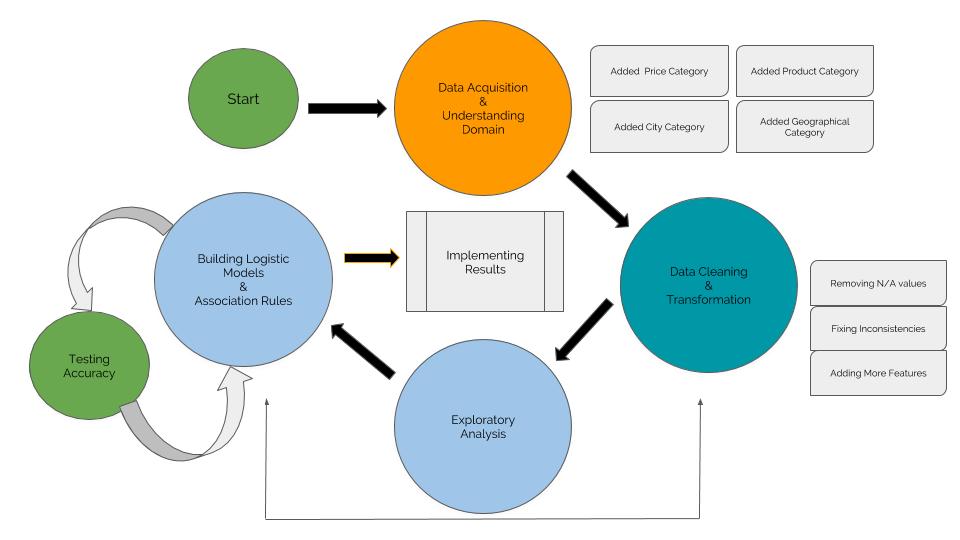 Start
Data Acquisition
&
Understanding
Domain
Added  Price Category
Added Product Category
Added City Category
Added Geographical
Category
Building Logistic
Models
&
Association Rules
Implementing
Results
Data Cleaning
&
Transformation
Removing N/A values
Fixing Inconsistencies
Adding More Features
Testing
Accuracy
Exploratory
Analysis